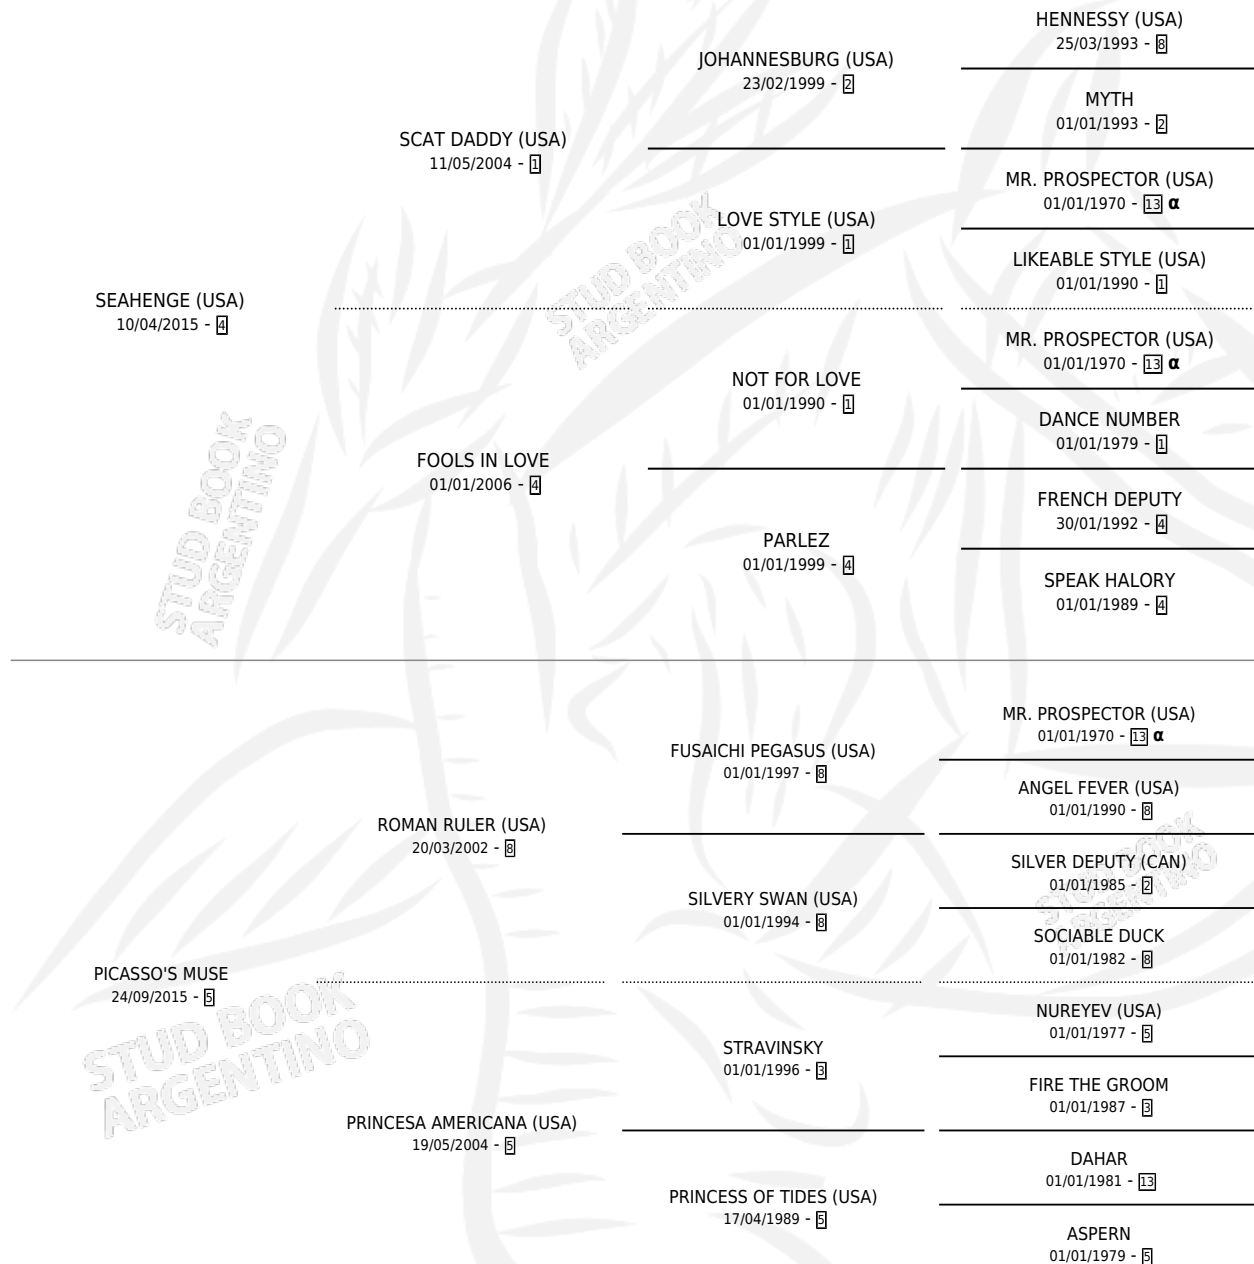 HENNESSY (USA)
25/03/1993 - 8
JOHANNESBURG (USA)
23/02/1999 - 2
MYTH
01/01/1993 - 2
SCAT DADDY (USA)
11/05/2004 - 1
MR. PROSPECTOR (USA)
01/01/1970 - 13 α
LOVE STYLE (USA)
01/01/1999 - 1
LIKEABLE STYLE (USA)
01/01/1990 - 1
STUD BOOK
ARGENTINO
SEAHENGE (USA)
10/04/2015 - 4
MR. PROSPECTOR (USA)
01/01/1970 - 13 α
NOT FOR LOVE
01/01/1990 - 1
DANCE NUMBER
01/01/1979 - 1
FOOLS IN LOVE
01/01/2006 - 4
FRENCH DEPUTY
30/01/1992 - 4
PARLEZ
01/01/1999 - 4
SPEAK HALORY
01/01/1989 - 4
STUD BOOK
ARGENTINO
MR. PROSPECTOR (USA)
01/01/1970 - 13 α
FUSAICHI PEGASUS (USA)
01/01/1997 - 8
ANGEL FEVER (USA)
01/01/1990 - 8
ROMAN RULER (USA)
20/03/2002 - 8
SILVER DEPUTY (CAN)
01/01/1985 - 2
SILVERY SWAN (USA)
01/01/1994 - 8
SOCIABLE DUCK
01/01/1982 - 8
STUD BOOK
ARGENTINO
PICASSO'S MUSE
24/09/2015 - 5
NUREYEV (USA)
01/01/1977 - 5
STRAVINSKY
01/01/1996 - 3
FIRE THE GROOM
01/01/1987 - 3
PRINCESA AMERICANA (USA)
19/05/2004 - 5
DAHAR
01/01/1981 - 13
PRINCESS OF TIDES (USA)
17/04/1989 - 5
ASPERN
01/01/1979 - 5
STUD BOOK
ARGENTINO